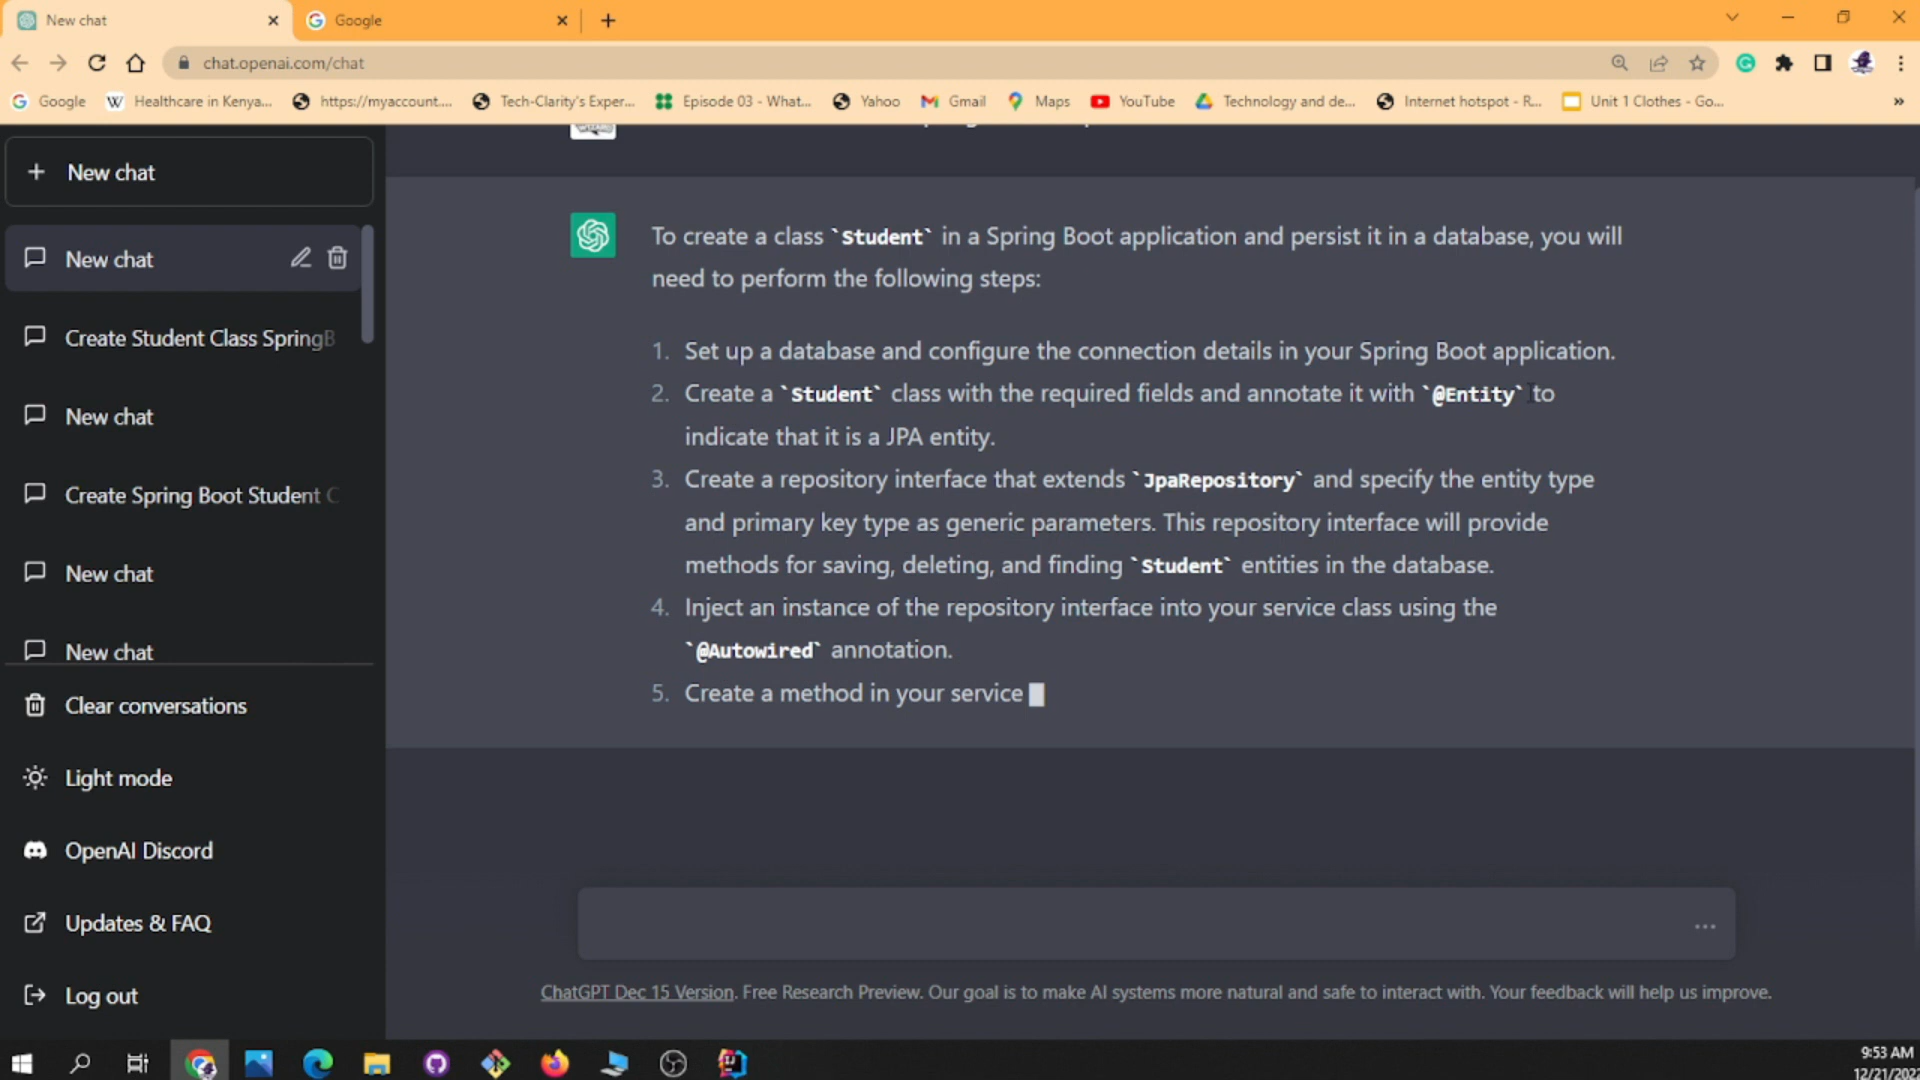 New chat
Google
chat.openai.com/chat
Google
Healthcare in Kenya...
https://myaccount....
Tech-Clarity's Exper...
Episode 03 - What...
Yahoo
Gmail
Maps
YouTube
Technology and de...
Internet hotspot - R...
Unit 1 Clothes - Go...
»
New chat
New chat
Create Student Class SpringB
New chat
Create Spring Boot Student C
New chat
New chat
Clear conversations
Light mode
OpenAI Discord
Updates & FAQ
Log out
To create a class `Student` in a Spring Boot application and persist it in a database, you will
need to perform the following steps:
1. Set up a database and configure the connection details in your Spring Boot application.
2. Create a `Student` class with the required fields and annotate it with `@Entity` to
indicate that it is a JPA entity.
3. Create a repository interface that extends `JpaRepository` and specify the entity type
and primary key type as generic parameters. This repository interface will provide
methods for saving, deleting, and finding `Student` entities in the database.
4. Inject an instance of the repository interface into your service class using the
`@Autowired` annotation.
5. Create a method in your service
ChatGPT Dec 15 Version. Free Research Preview. Our goal is to make AI systems more natural and safe to interact with. Your feedback will help us improve.
9:53 AM
12/21/202